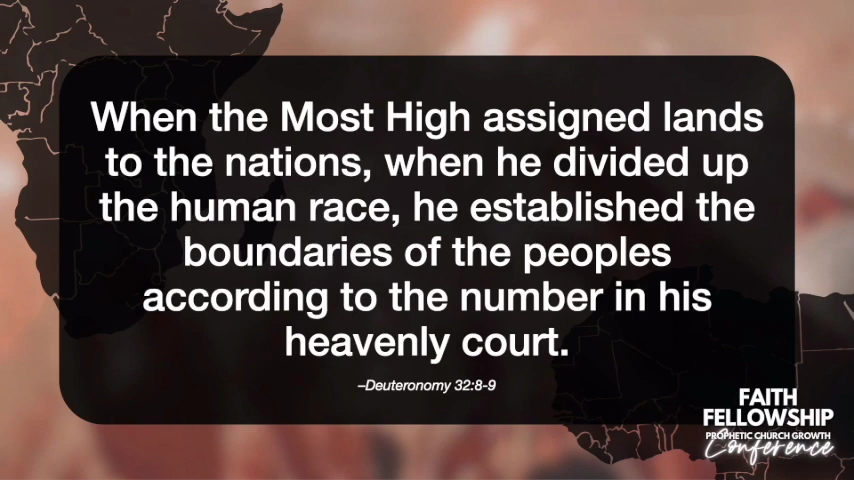 When the Most High assigned lands
to the nations, when he divided up
the human race, he established the
boundaries of the peoples
according to the number in his
heavenly court.
–Deuteronomy 32:8-9
FAITH
FELLOWSHIP
PROPHETIC CHURCH GROWTH
Conference